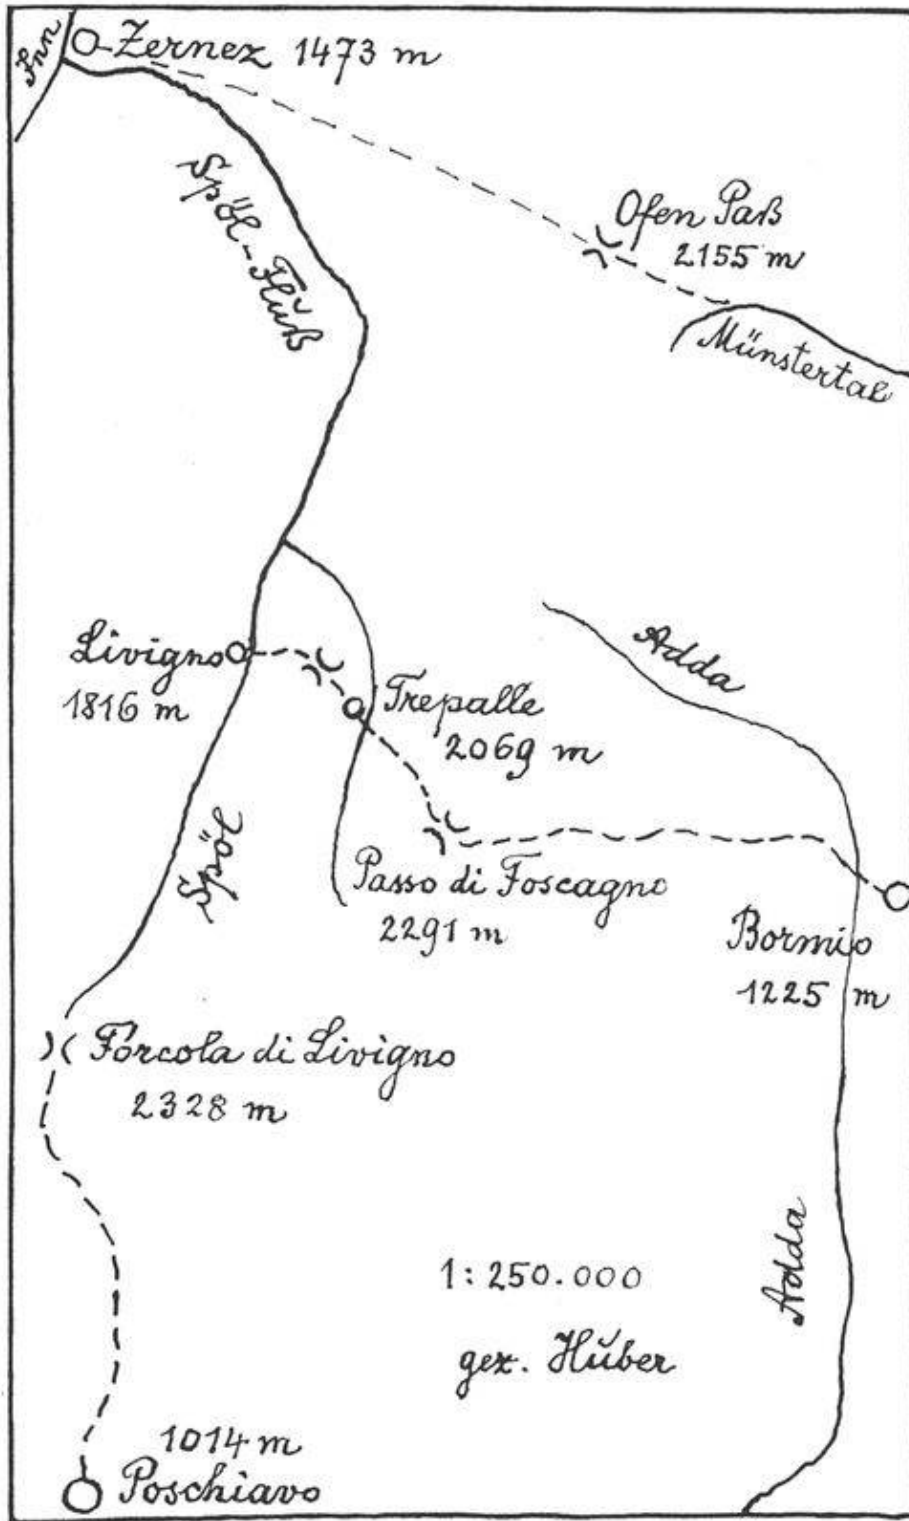 Inn
Zernez 1473 m
Spöl-Fluß
Ofen Paß
2155 m
Münstertal
Livigno
1816 m
Adda
Trepalle
2069 m
Spöl
Passo di Foscagno
2291 m
Bormio
1225 m
Forcola di Livigno
2328 m
Adda
1:250.000
gez. Huber
1014 m
Poschiavo